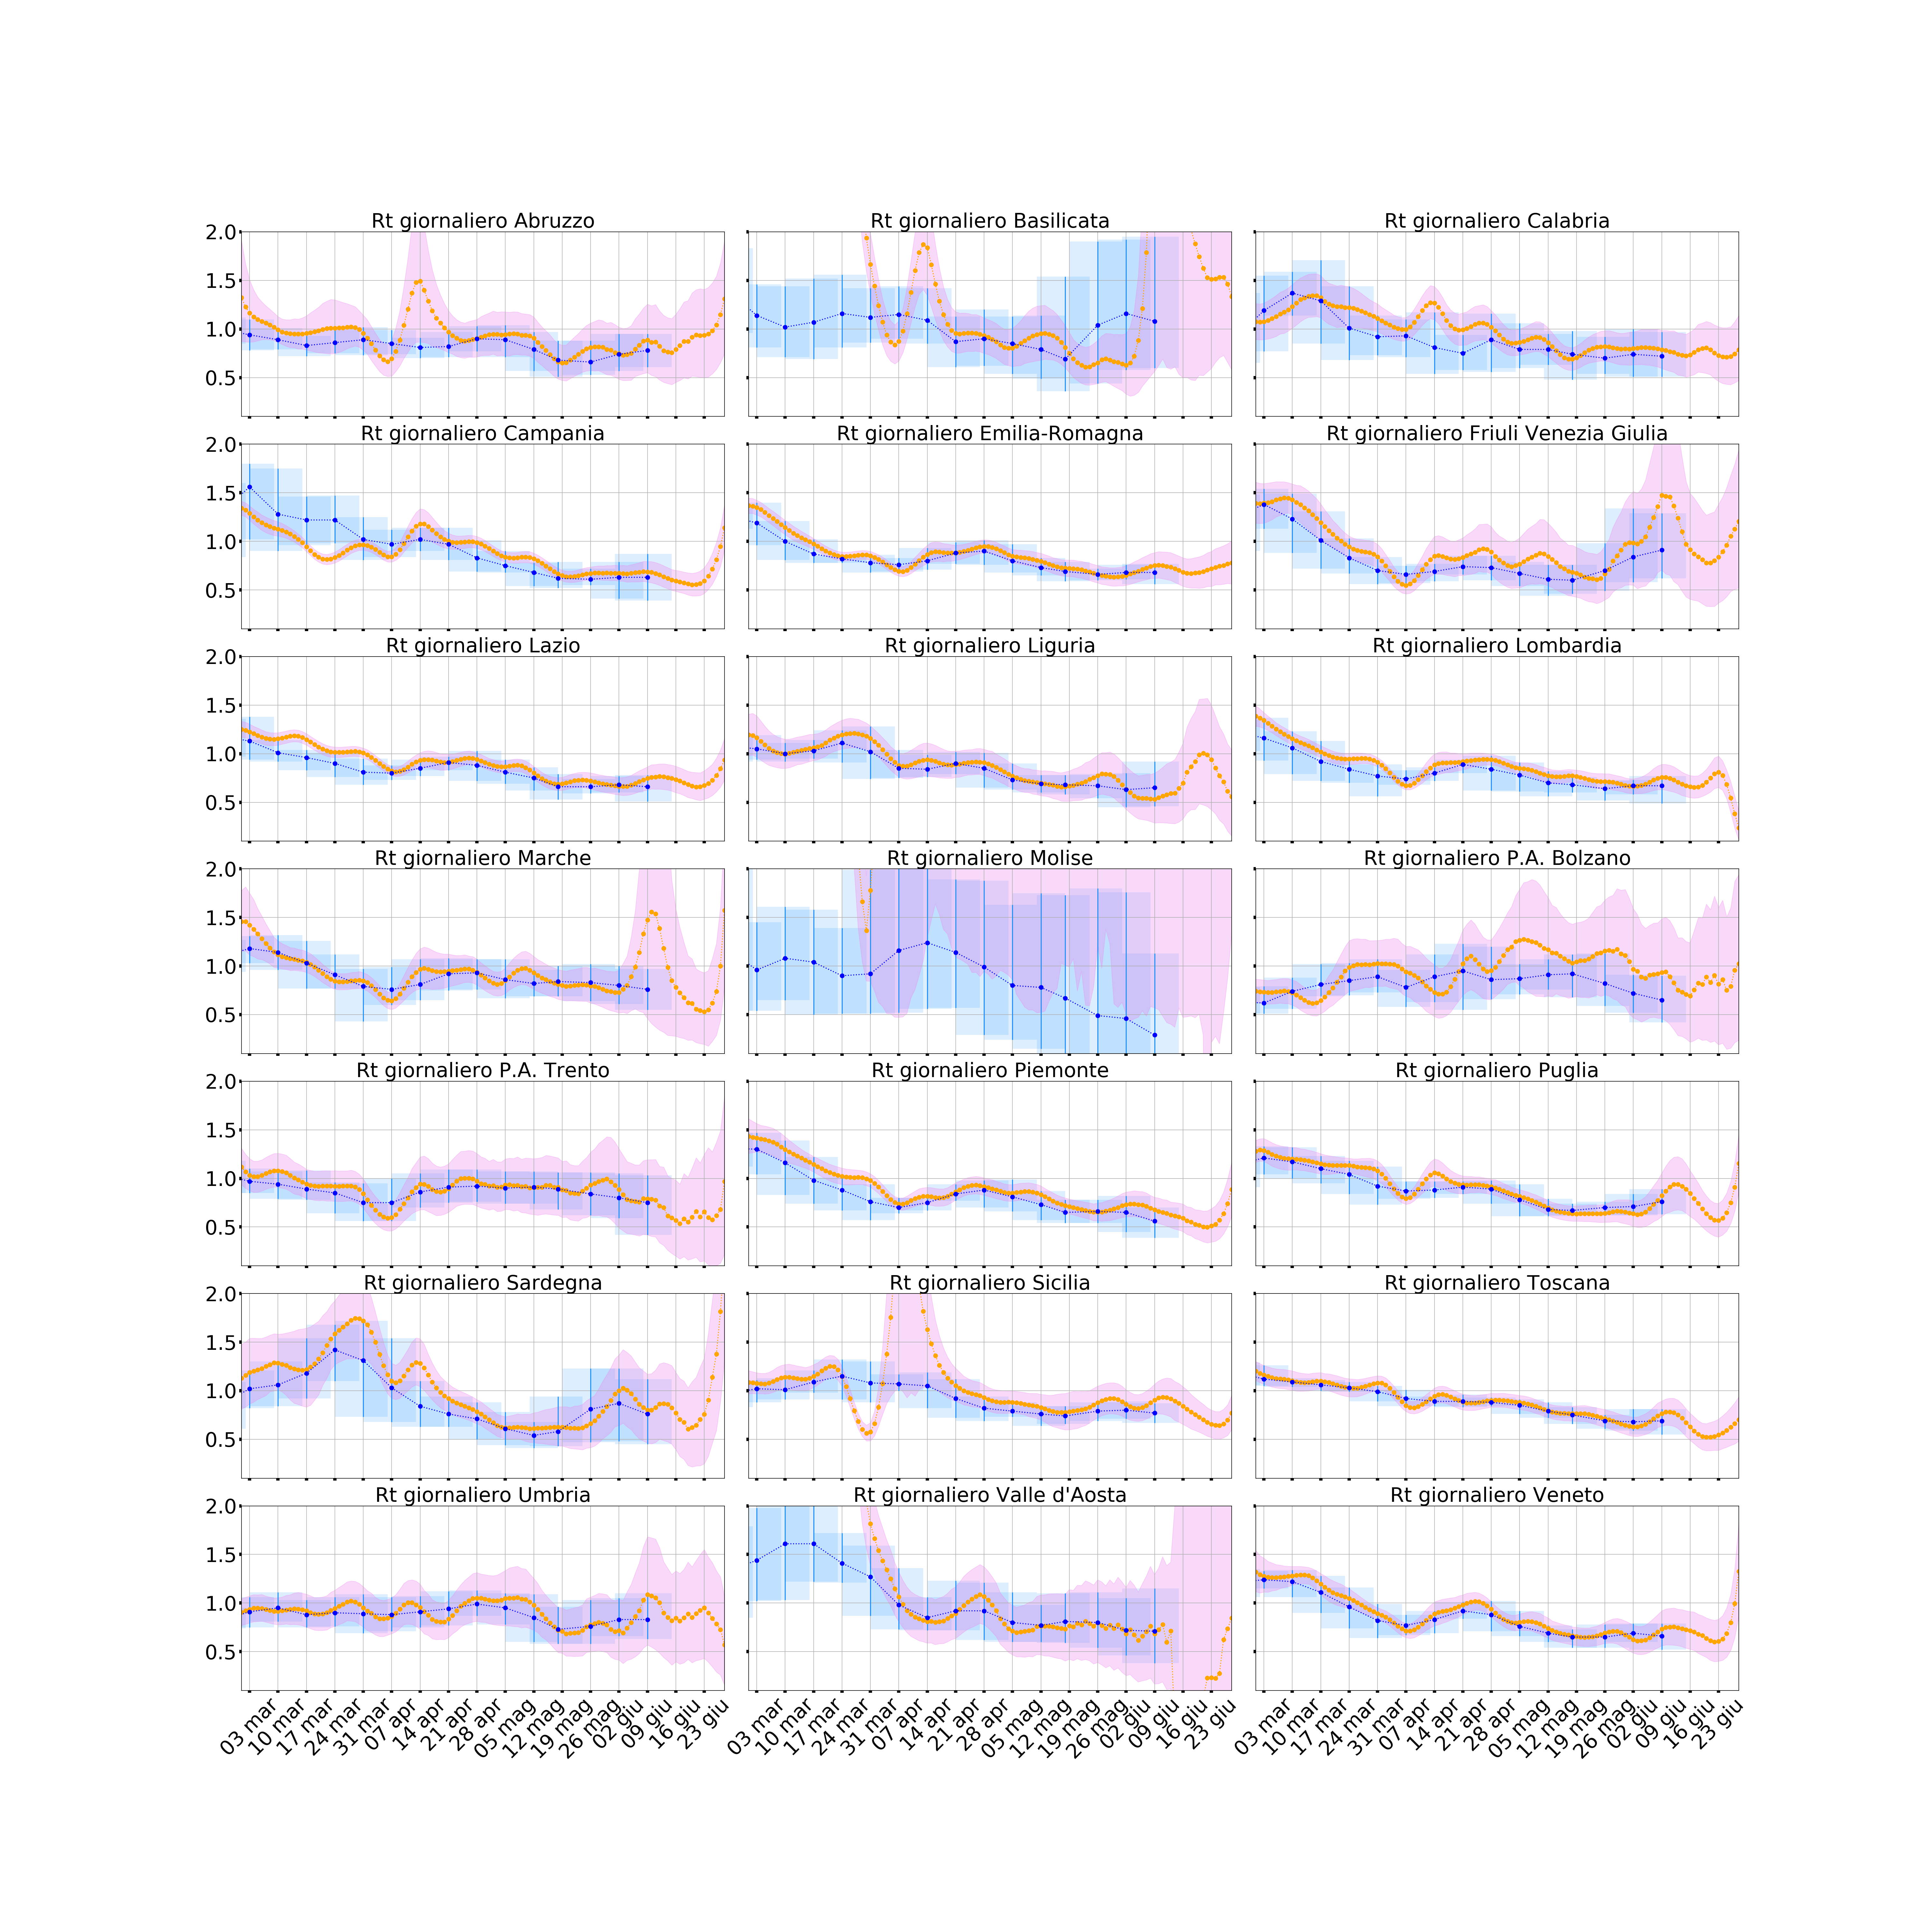 Rt giornaliero Abruzzo
Rt giornaliero Basilicata
Rt giornaliero Calabria
2.0
1.5
1.0
0.5
Rt giornaliero Campania
Rt giornaliero Emilia-Romagna
Rt giornaliero Friuli Venezia Giulia
2.0
1.5
1.0
0.5
Rt giornaliero Lazio
Rt giornaliero Liguria
Rt giornaliero Lombardia
2.0
1.5
1.0
0.5
Rt giornaliero Marche
Rt giornaliero Molise
Rt giornaliero P.A. Bolzano
2.0
1.5
1.0
0.5
Rt giornaliero P.A. Trento
Rt giornaliero Piemonte
Rt giornaliero Puglia
2.0
1.5
1.0
0.5
Rt giornaliero Sardegna
Rt giornaliero Sicilia
Rt giornaliero Toscana
2.0
1.5
1.0
0.5
Rt giornaliero Umbria
Rt giornaliero Valle d'Aosta
Rt giornaliero Veneto
2.0
1.5
1.0
0.5
03 mar
10 mar
17 mar
24 mar
31 mar
07 apr
14 apr
21 apr
28 apr
05 mag
12 mag
19 mag
26 mag
02 giu
09 giu
16 giu
23 giu
03 mar
10 mar
17 mar
24 mar
31 mar
07 apr
14 apr
21 apr
28 apr
05 mag
12 mag
19 mag
26 mag
02 giu
09 giu
16 giu
23 giu
03 mar
10 mar
17 mar
24 mar
31 mar
07 apr
14 apr
21 apr
28 apr
05 mag
12 mag
19 mag
26 mag
02 giu
09 giu
16 giu
23 giu